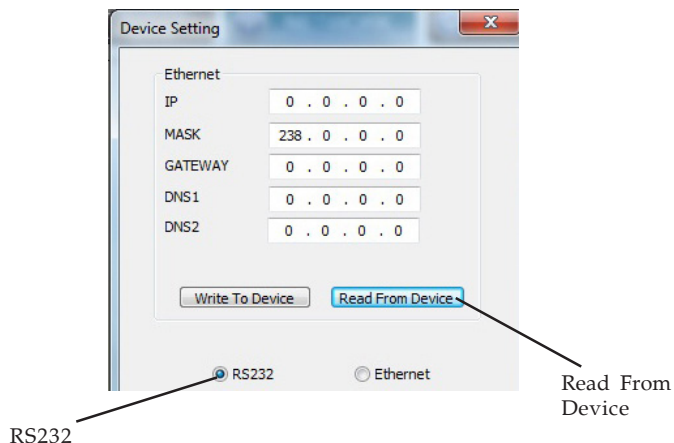 Device Setting
X
Ethernet
IP 0 . 0 . 0 . 0
MASK 238 . 0 . 0 . 0
GATEWAY 0 . 0 . 0 . 0
DNS1 0 . 0 . 0 . 0
DNS2 0 . 0 . 0 . 0
Write To Device Read From Device
RS232 Ethernet
Read From
Device
RS232